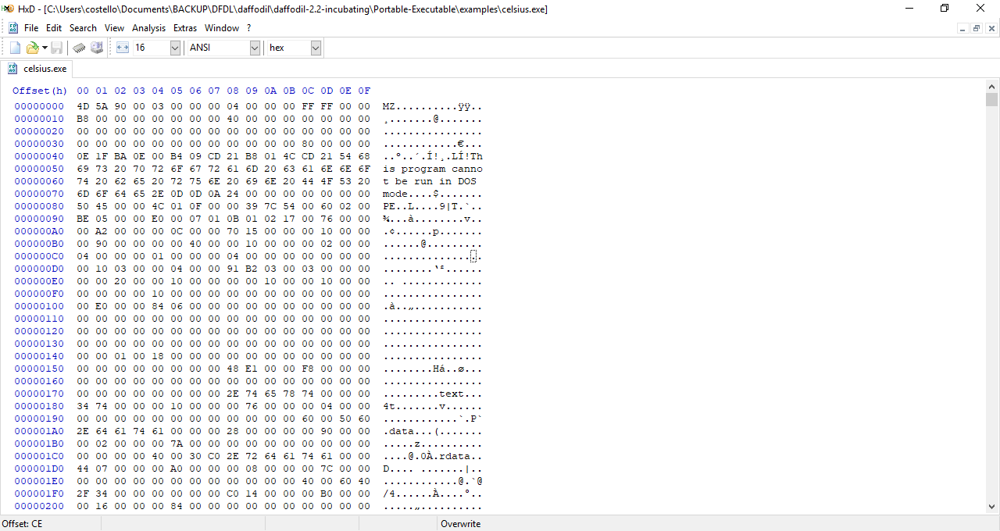 HxD - [C:\Users\costello\Documents\BACKUP\DFDL\daffodil\daffodil-2.2-incubating\Portable-Executable\examples\celsius.exe]
File Edit Search View Analysis Extras Window ?
16 ANSI hex
celsius.exe
Offset(h) 00 01 02 03 04 05 06 07 08 09 0A 0B 0C 0D 0E 0F
00000000 4D 5A 90 00 03 00 00 00 04 00 00 00 FF FF 00 00 MZ..........ÿÿ..
00000010 B8 00 00 00 00 00 00 00 40 00 00 00 00 00 00 00 ¸.......@.......
00000020 00 00 00 00 00 00 00 00 00 00 00 00 00 00 00 00 ................
00000030 00 00 00 00 00 00 00 00 00 00 00 00 80 00 00 00 ............€...
00000040 0E 1F BA 0E 00 B4 09 CD 21 B8 01 4C CD 21 54 68 ..º..´.Í!¸.LÍ!Th
00000050 69 73 20 70 72 6F 67 72 61 6D 20 63 61 6E 6E 6F is program canno
00000060 74 20 62 65 20 72 75 6E 20 69 6E 20 44 4F 53 20 t be run in DOS
00000070 6D 6F 64 65 2E 0D 0D 0A 24 00 00 00 00 00 00 00 mode....$.......
00000080 50 45 00 00 4C 01 0F 00 00 39 7C 54 00 60 02 00 PE..L....9|T.`..
00000090 BE 05 00 00 E0 00 07 01 0B 01 02 17 00 76 00 00 ¾...à........v..
000000A0 00 A2 00 00 00 0C 00 00 70 15 00 00 00 10 00 00 .¢......p.......
000000B0 00 90 00 00 00 00 40 00 00 10 00 00 00 02 00 00 ......@.........
000000C0 04 00 00 00 01 00 00 00 04 00 00 00 00 00 00 00 ................
000000D0 00 10 03 00 00 04 00 00 91 B2 03 00 03 00 00 00 ........‘²......
000000E0 00 00 20 00 00 10 00 00 00 00 10 00 00 10 00 00 .. .............
000000F0 00 00 00 00 10 00 00 00 00 00 00 00 00 00 00 00 ................
00000100 00 E0 00 00 84 06 00 00 00 00 00 00 00 00 00 00 .à..„...........
00000110 00 00 00 00 00 00 00 00 00 00 00 00 00 00 00 00 ................
00000120 00 00 00 00 00 00 00 00 00 00 00 00 00 00 00 00 ................
00000130 00 00 00 00 00 00 00 00 00 00 00 00 00 00 00 00 ................
00000140 00 00 01 00 18 00 00 00 00 00 00 00 00 00 00 00 ................
00000150 00 00 00 00 00 00 00 00 48 E1 00 00 F8 00 00 00 ........Há..ø...
00000160 00 00 00 00 00 00 00 00 00 00 00 00 00 00 00 00 ................
00000170 00 00 00 00 00 00 00 00 2E 74 65 78 74 00 00 00 .........text...
00000180 34 74 00 00 00 10 00 00 00 76 00 00 00 04 00 00 4t.......v......
00000190 00 00 00 00 00 00 00 00 00 00 00 00 60 00 50 60 ............`.P`
000001A0 2E 64 61 74 61 00 00 00 28 00 00 00 00 90 00 00 .data...(.......
000001B0 00 02 00 00 00 7A 00 00 00 00 00 00 00 00 00 00 .....z..........
000001C0 00 00 00 00 40 00 30 C0 2E 72 64 61 74 61 00 00 ....@.0À.rdata..
000001D0 44 07 00 00 00 A0 00 00 00 08 00 00 00 7C 00 00 D.... .......|..
000001E0 00 00 00 00 00 00 00 00 00 00 00 00 40 00 60 40 ............@.`@
000001F0 2F 34 00 00 00 00 00 00 C0 14 00 00 00 B0 00 00 /4......À....°..
00000200 00 16 00 00 00 84 00 00 00 00 00 00 00 00 00 00 .....„..........
Offset: CE Overwrite